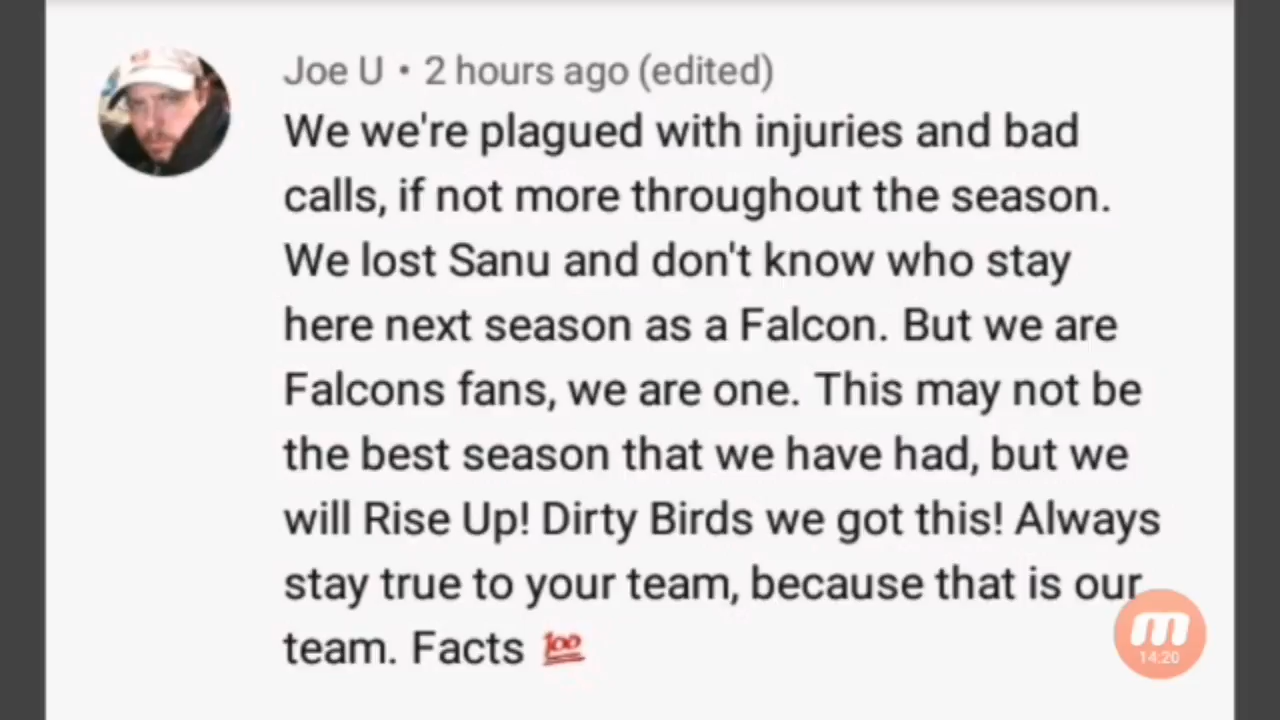 Joe U • 2 hours ago (edited)
We we're plagued with injuries and bad
calls, if not more throughout the season.
We lost Sanu and don't know who stay
here next season as a Falcon. But we are
Falcons fans, we are one. This may not be
the best season that we have had, but we
will Rise Up! Dirty Birds we got this! Always
stay true to your team, because that is our
team. Facts 💯
m
14:20